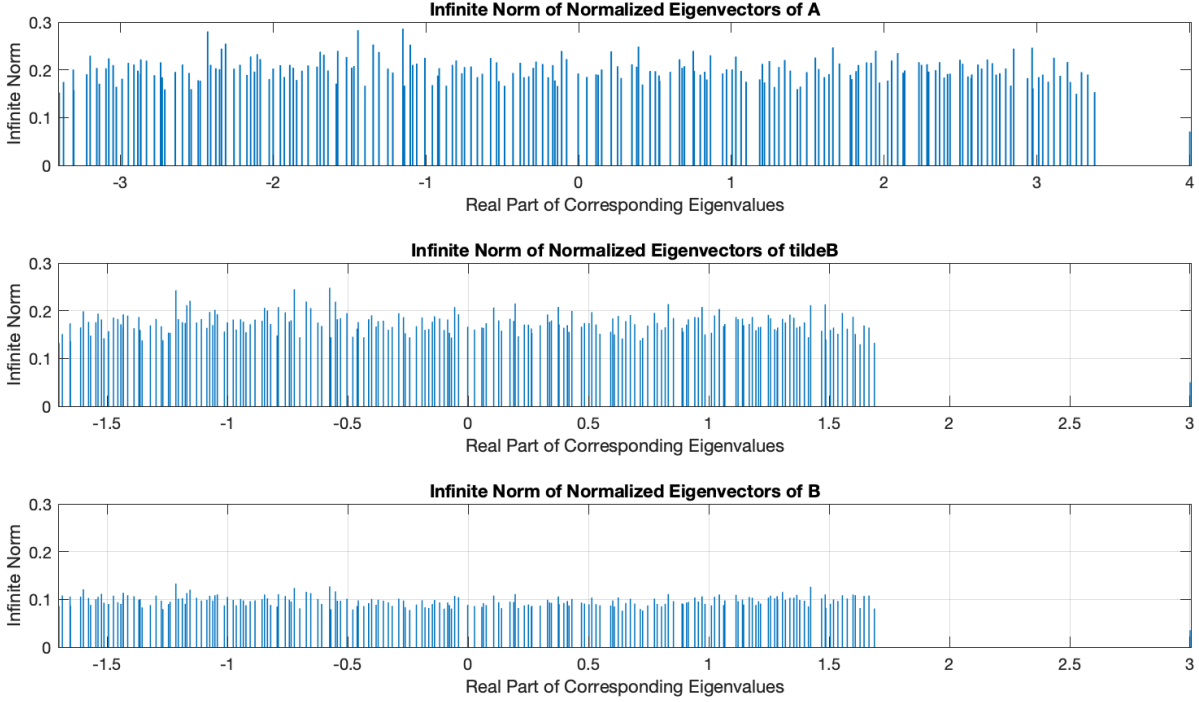 Infinite Norm of Normalized Eigenvectors of A
Infinite Norm
0.3
0.2
0.1
0
-3 -2 -1 0 1 2 3 4
Real Part of Corresponding Eigenvalues
Infinite Norm of Normalized Eigenvectors of tildeB
Infinite Norm
0.3
0.2
0.1
0
-1.5 -1 -0.5 0 0.5 1 1.5 2 2.5 3
Real Part of Corresponding Eigenvalues
Infinite Norm of Normalized Eigenvectors of B
Infinite Norm
0.3
0.2
0.1
0
-1.5 -1 -0.5 0 0.5 1 1.5 2 2.5 3
Real Part of Corresponding Eigenvalues